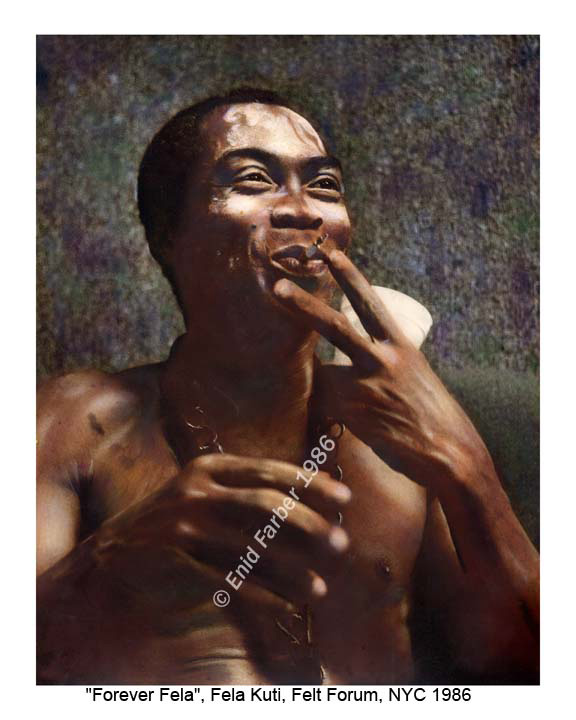 © Enid Farber 1986
"Forever Fela", Fela Kuti, Felt Forum, NYC 1986